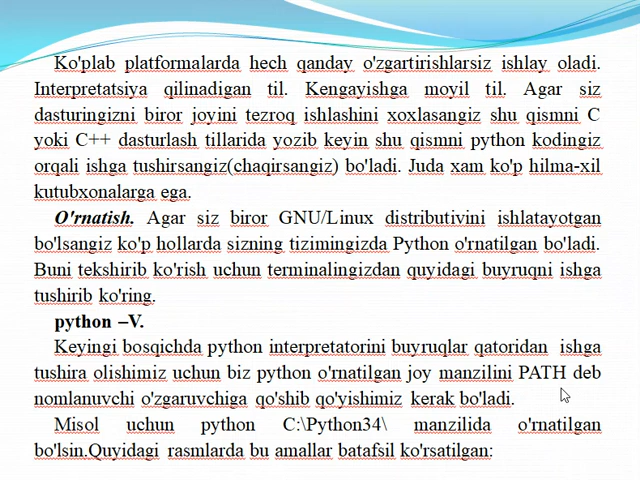 Ko'plab platformalarda hech qanday o'zgartirishlarsiz ishlay oladi.
Interpretatsiya qilinadigan til. Kengayishga moyil til. Agar siz
dasturingizni biror joyini tezroq ishlashini xoxlasangiz shu qismni C
yoki C++ dasturlash tillarida yozib keyin shu qismni python kodingiz
orqali ishga tushirsangiz(chaqirsangiz) bo'ladi. Juda xam ko'p hilma-xil
kutubxonalarga ega.
O'rnatish. Agar siz biror GNU/Linux distributivini ishlatayotgan
bo'lsangiz ko'p hollarda sizning tizimingizda Python o'rnatilgan bo'ladi.
Buni tekshirib ko'rish uchun terminalingizdan quyidagi buyruqni ishga
tushirib ko'ring.
python –V.
Keyingi bosqichda python interpretatorini buyruqlar qatoridan ishga
tushira olishimiz uchun biz python o'rnatilgan joy manzilini PATH deb
nomlanuvchi o'zgaruvchiga qo'shib qo'yishimiz kerak bo'ladi.
Misol uchun python C:\Python34\ manzilida o'rnatilgan
bo'lsin.Quyidagi rasmlarda bu amallar batafsil ko'rsatilgan: